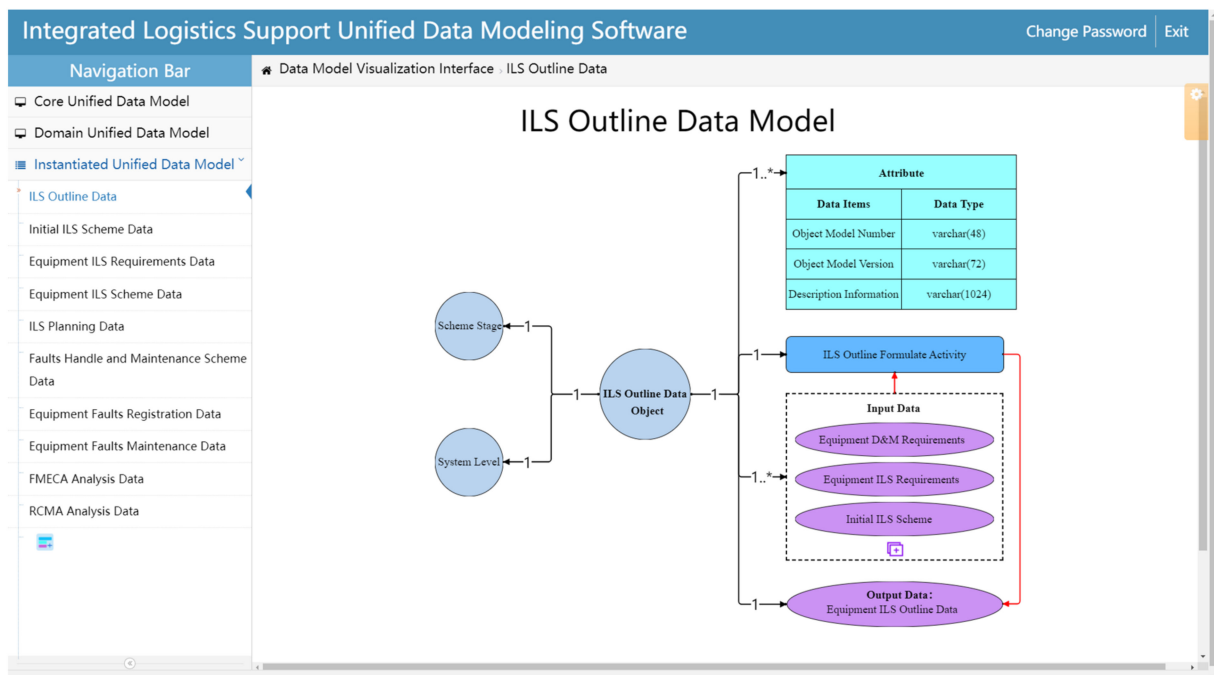 Integrated Logistics Support Unified Data Modeling Software
Change Password
Exit
Navigation Bar
Data Model Visualization Interface › ILS Outline Data
Core Unified Data Model
Domain Unified Data Model
Instantiated Unified Data Model
ILS Outline Data
Initial ILS Scheme Data
Equipment ILS Requirements Data
Equipment ILS Scheme Data
ILS Planning Data
Faults Handle and Maintenance Scheme
Data
Equipment Faults Registration Data
Equipment Faults Maintenance Data
FMECA Analysis Data
RCMA Analysis Data
ILS Outline Data Model
Scheme Stage
1
System Level
1
1
ILS Outline Data
Object
1
1..*
Attribute
Data Items
Data Type
Object Model Number
varchar(48)
Object Model Version
varchar(72)
Description Information
varchar(1024)
1
ILS Outline Formulate Activity
1..*
Input Data
Equipment D&M Requirements
Equipment ILS Requirements
Initial ILS Scheme
1
Output Data:
Equipment ILS Outline Data